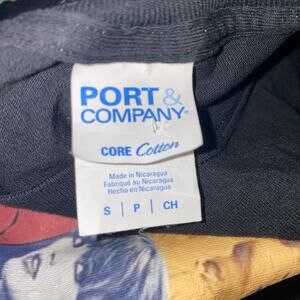 PORT &
COMPANY
CORE Cotton
Made in Nicaragua
Fabriqué au Nicaragua
Hecho en Nicaragua
S | P | CH